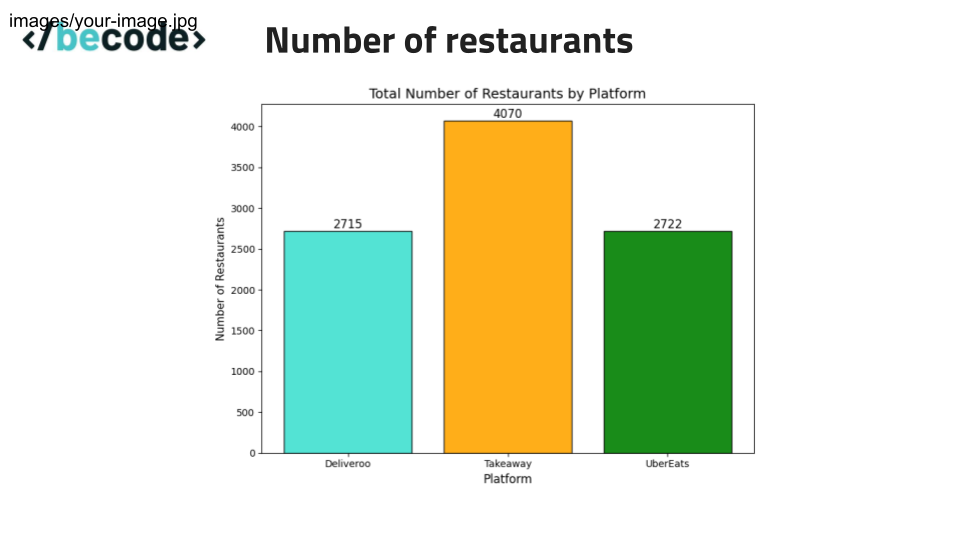 images/your-image.jpg
</becode>
Number of restaurants
Total Number of Restaurants by Platform
4070
4000
3500
3000
2715
2722
2500
2000
1500
1000
500
0
Number of Restaurants
Deliveroo
Takeaway
UberEats
Platform